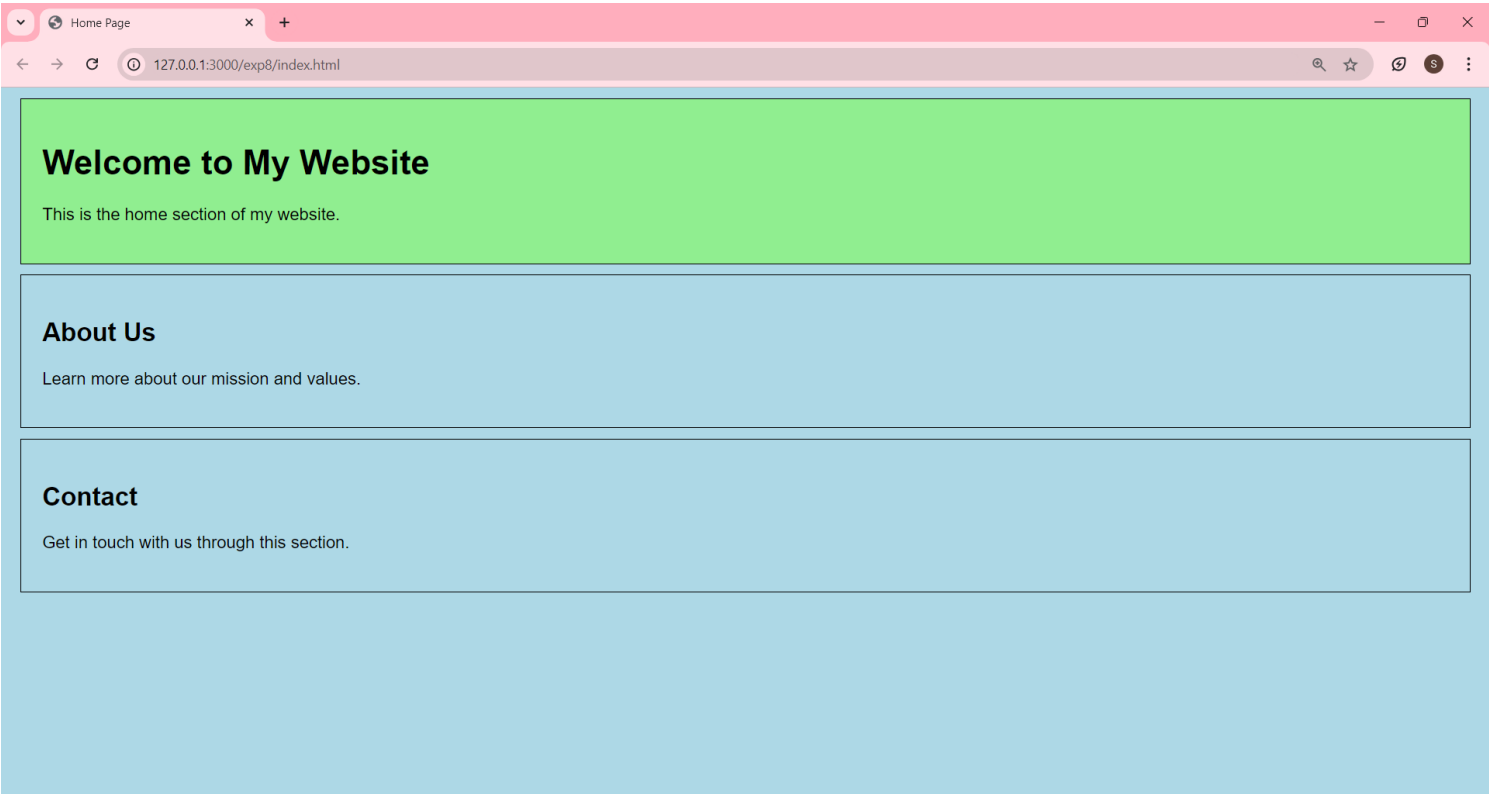 Home Page
127.0.0.1:3000/exp8/index.html
S
Welcome to My Website
This is the home section of my website.
About Us
Learn more about our mission and values.
Contact
Get in touch with us through this section.